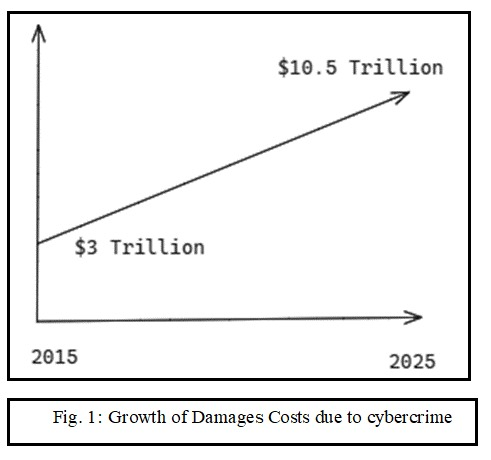 $10.5 Trillion
$3 Trillion
2015
2025
Fig. 1: Growth of Damages Costs due to cybercrime